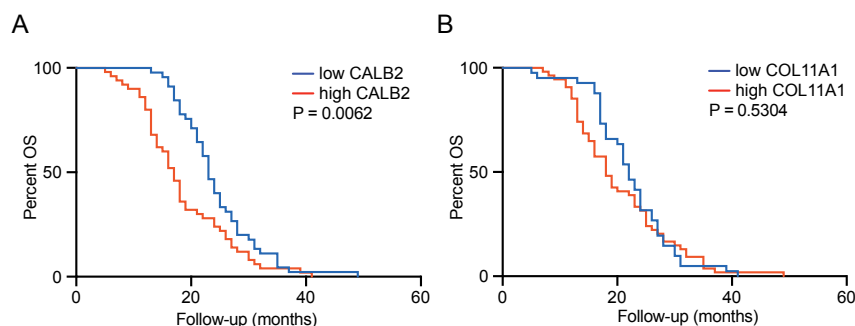 A
100
50
0
Percent OS
low CALB2
high CALB2
P = 0.0062
0
20
40
60
Follow-up (months)
B
100
50
0
Percent OS
low COL11A1
high COL11A1
P = 0.5304
0
20
40
60
Follow-up (months)